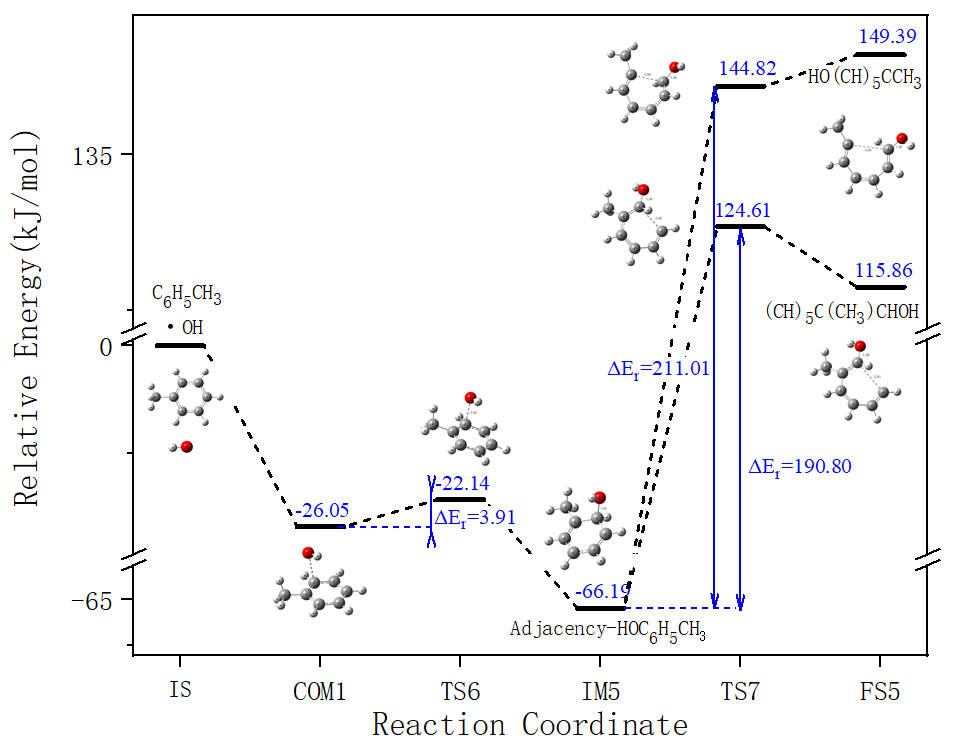 149.39
144.82
HO(CH)5CCH3
135
124.61
115.86
C6H5CH3
(CH)5C(CH3)CHOH
• OH
0
ΔEr=211.01
ΔEr=190.80
-22.14
-26.05
ΔEr=3.91
-66.19
-65
Adjacency-HOC6H5CH3
IS
COM1
TS6
IM5
TS7
FS5
Reaction Coordinate
Relative Energy(kJ/mol)